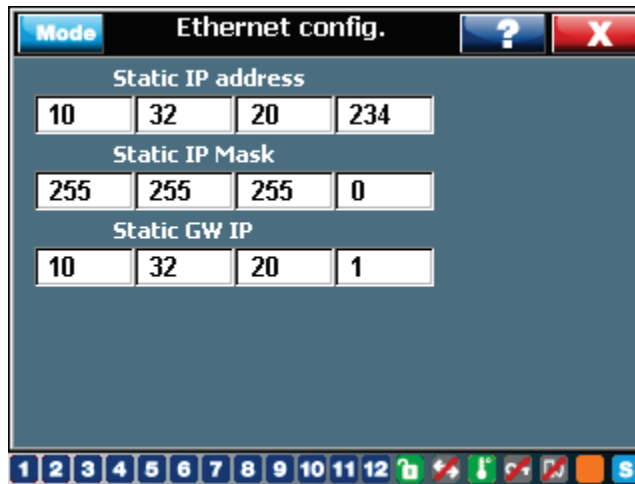 Mode Ethernet config. ? X
Static IP address
10 32 20 234
Static IP Mask
255 255 255 0
Static GW IP
10 32 20 1
1 2 3 4 5 6 7 8 9 10 11 12 S